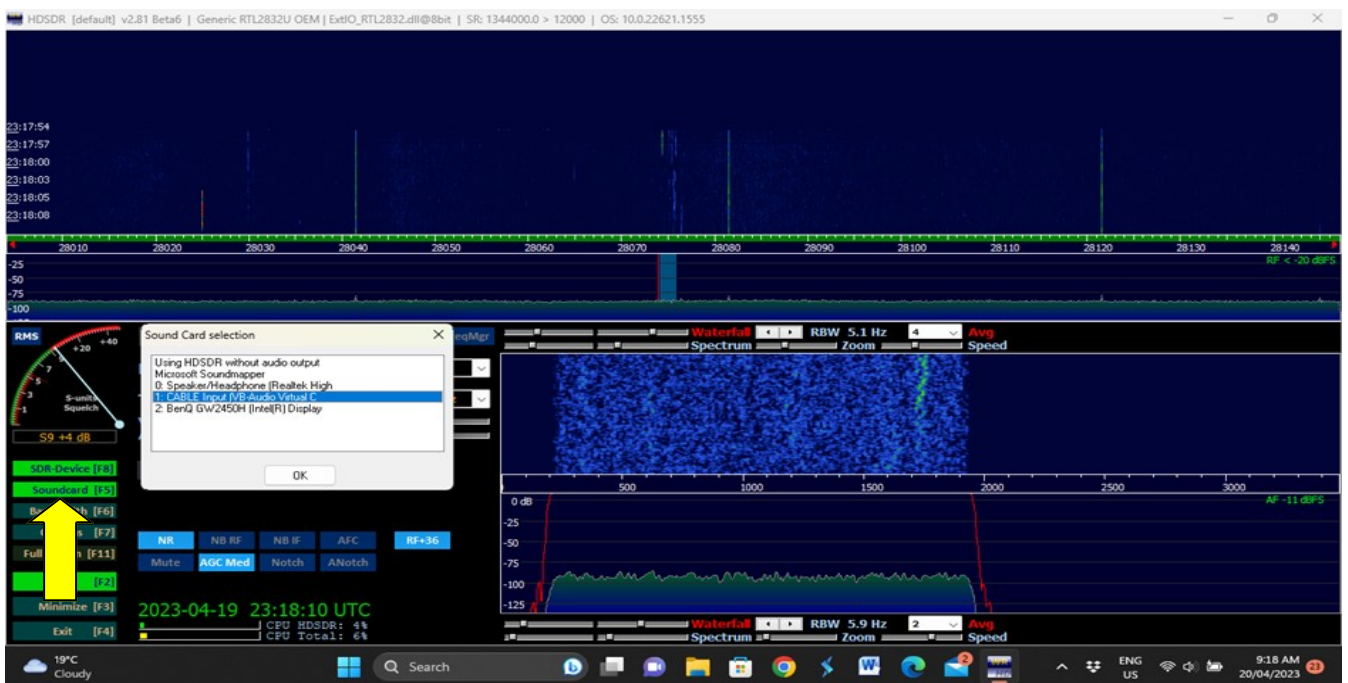 HDSDR [default] v2.81 Beta6 | Generic RTL2832U OEM | ExtIO_RTL2832.dll@8bit | SR: 1344000.0 > 12000 | OS: 10.0.22621.1555
23:17:54
23:17:57
23:18:00
23:18:03
23:18:05
23:18:08
28010 28020 28030 28040 28050 28060 28070 28080 28090 28100 28110 28120 28130 28140
-25
RF < -20 dBFS
-50
-75
-100
RMS
+20 +40
7
5
3
1
S-units
Squelch
S9 +4 dB
Sound Card selection
Using HDSDR without audio output
Microsoft Soundmapper
0: Speaker/Headphone (Realtek High
1: CABLE Input (VB-Audio Virtual C
2: BenQ GW2450H (Intel(R) Display
OK
eqMgr
Waterfall RBW 5.1 Hz 4 Avg
Spectrum Zoom Speed
SDR-Device [F8]
Soundcard [F5]
[F6]
[F7]
Full [F11]
[F2]
Minimize [F3]
Exit [F4]
NR NB RF NB IF AFC RF+36
Mute AGC Med Notch ANotch
2023-04-19 23:18:10 UTC
CPU HDSDR: 4%
CPU Total: 6%
500 1000 1500 2000 2500 3000
0 dB
AF -11 dBFS
-25
-50
-75
-100
-125
Waterfall RBW 5.9 Hz 2 Avg
Spectrum Zoom Speed
19°C
Cloudy
Search
W
2
ENG
US
9:18 AM
20/04/2023
23